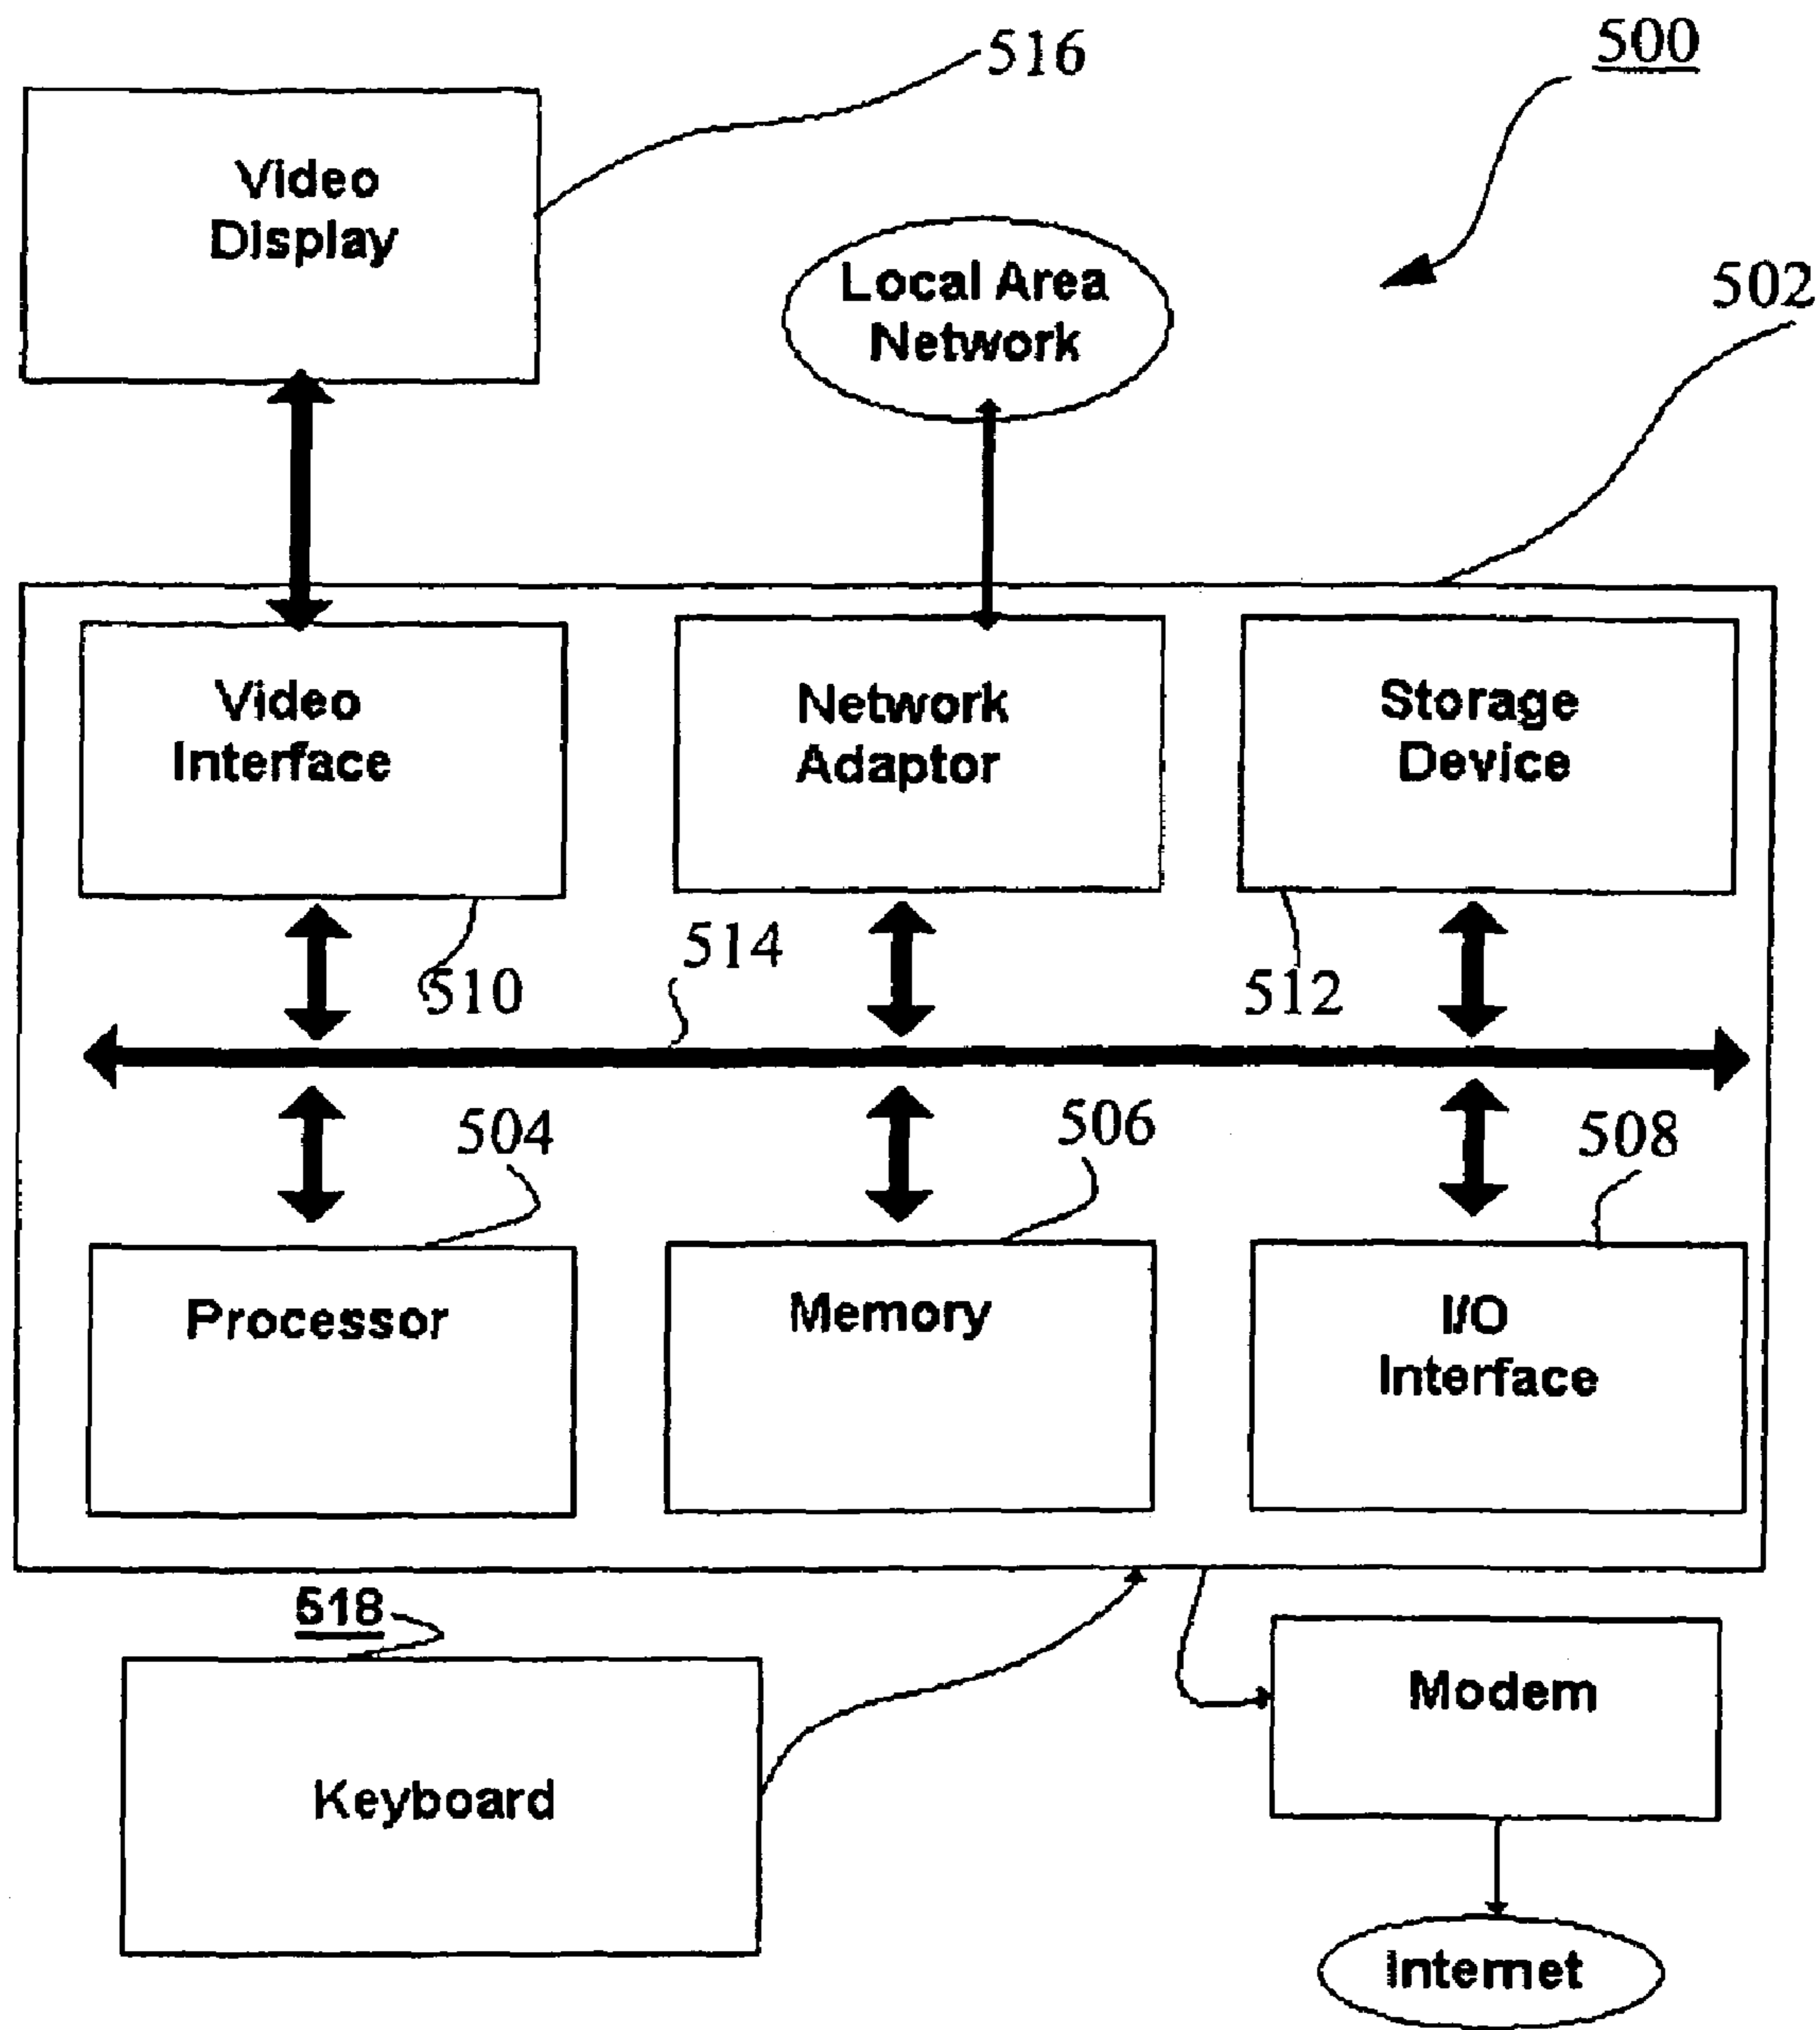 516
500
Video
Display
Local Area
Network
502
Video
Interface
Network
Adaptor
Storage
Device
514
510
512
504
506
508
Processor
Memory
I/O
Interface
518
Modem
Keyboard
Internet